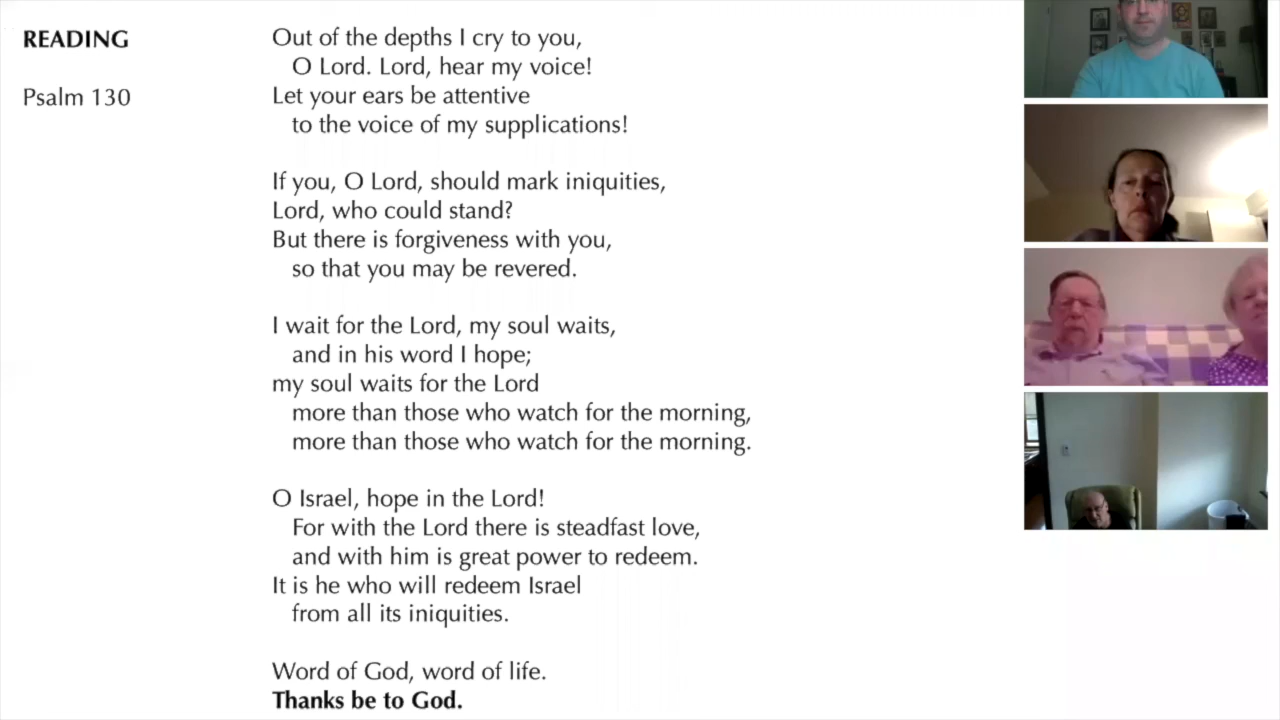 READING
Psalm 130
Out of the depths I cry to you,
O Lord. Lord, hear my voice!
Let your ears be attentive
to the voice of my supplications!
If you, O Lord, should mark iniquities,
Lord, who could stand?
But there is forgiveness with you,
so that you may be revered.
I wait for the Lord, my soul waits,
and in his word I hope;
my soul waits for the Lord
more than those who watch for the morning,
more than those who watch for the morning.
O Israel, hope in the Lord!
For with the Lord there is steadfast love,
and with him is great power to redeem.
It is he who will redeem Israel
from all its iniquities.
Word of God, word of life.
Thanks be to God.